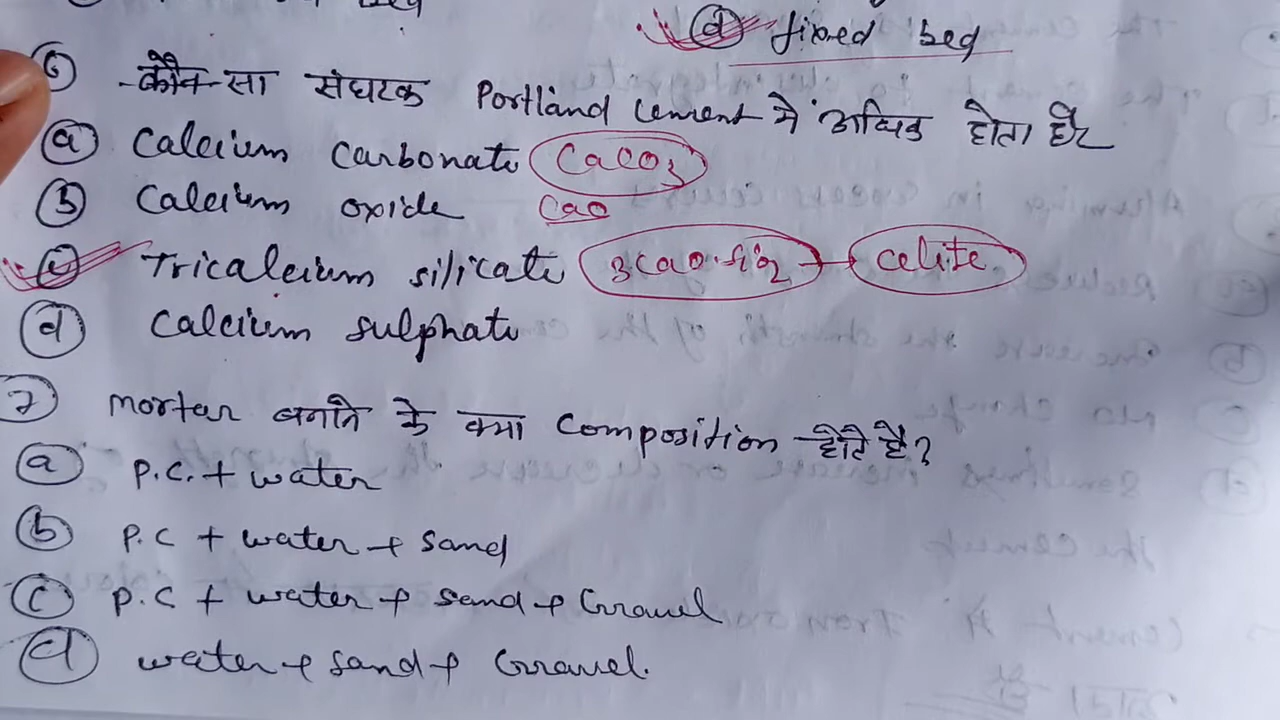 ⓓ fixed bed
⑥ कौन-सा संघटक Portland cement में अधिक होता है
ⓐ Calcium Carbonate CaCO₃
ⓑ Calcium oxide CaO
ⓒ Tricalcium silicate 3CaO.SiO₂ → celite
ⓓ Calcium sulphate
⑦ Mortar बनाने के क्या Composition होते है?
ⓐ P.C. + water
ⓑ P.C + water + sand
ⓒ P.C + water + sand + Gravel
ⓓ water + sand + Gravel.